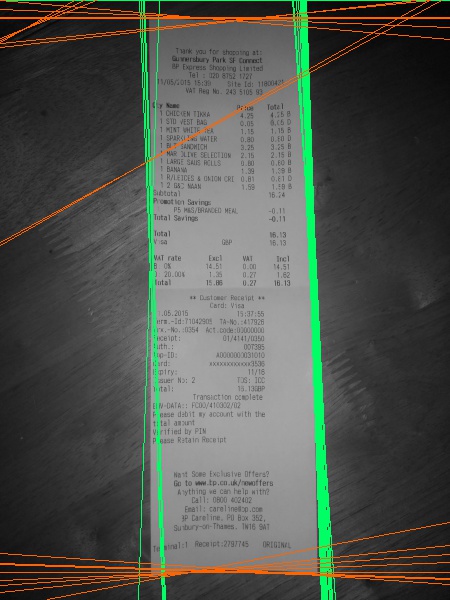 Thank you for shopping at:
Gunnersbury Park SF Connect
BP Express Shopping Limited
Tel : 020 8752 1727
11/05/2015 15:39 Site Id: 11800421
VAT Reg No. 243 5105 93
Qty Name Price Total
1 CHICKEN TIKKA 4.25 4.25 B
1 STD VEST BAG 0.05 0.05 D
1 MINT WHITE TEA 1.15 1.15 B
1 SPARKLING WATER 0.60 0.60 D
1 SANDWICH 3.25 3.25 B
1 MAR OLIVE SELECTION 2.15 2.15 B
1 LARGE SAUS ROLLS 0.80 0.80 B
1 BANANA 1.39 1.39 B
1 R/LEICES & ONION CRI 0.61 0.61 D
1 2 G&C NAAN 1.59 1.59 B
Subtotal 16.24
Promotion Savings
P5 M&S/BRANDED MEAL -0.11
Total Savings -0.11
Total 16.13
Visa GBP 16.13
VAT rate Excl VAT Incl
B 0% 14.51 0.00 14.51
20.00% 1.35 0.27 1.62
Total 15.86 0.27 16.13
** Customer Receipt **
Card: Visa
.05.2015 15:37:55
Term.-Id:71042905 TA-No.:417926
Trx.-No.:0354 Act.code:00000000
Receipt: 01/4141/0350
Auth.: 007395
App-ID: A0000000031010
Card: xxxxxxxxxxxx3536
Expiry: 11/15
Issuer No: 2 TOS: ICC
Total: 16.13GBP
Transaction complete
EMV-DATA:: FC00/410302/02
Please debit my account with the
total amount
Verified by PIN
Please Retain Receipt
Want Some Exclusive Offers?
Go to www.bp.co.uk/newoffers
Anything we can help with?
Call: 0800 402402
Email: careline@bp.com
BP Careline, PO Box 352,
Sunbury-on-Thames, TW16 9AT
Terminal:1 Receipt:2797745 ORIGINAL